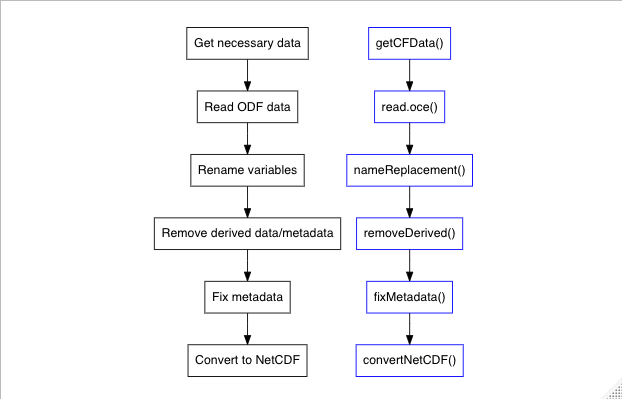 Get necessary data
getCFData()
Read ODF data
read.oce()
Rename variables
nameReplacement()
Remove derived data/metadata
removeDerived()
Fix metadata
fixMetadata()
Convert to NetCDF
convertNetCDF()